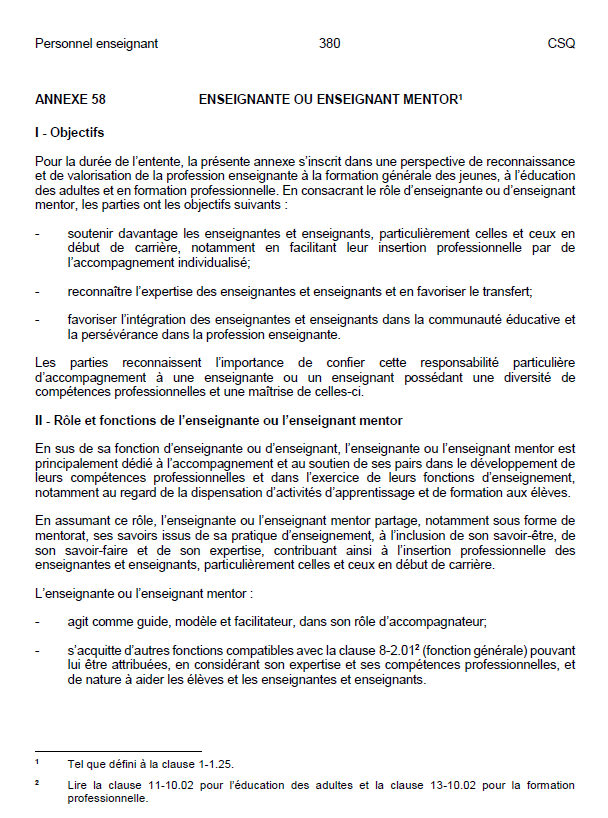 Personnel enseignant 380 CSQ
ANNEXE 58 ENSEIGNANTE OU ENSEIGNANT MENTOR¹
I - Objectifs
Pour la durée de l’entente, la présente annexe s’inscrit dans une perspective de reconnaissance
et de valorisation de la profession enseignante à la formation générale des jeunes, à l’éducation
des adultes et en formation professionnelle. En consacrant le rôle d’enseignante ou d’enseignant
mentor, les parties ont les objectifs suivants :
- soutenir davantage les enseignantes et enseignants, particulièrement celles et ceux en
début de carrière, notamment en facilitant leur insertion professionnelle par de
l’accompagnement individualisé;
- reconnaître l’expertise des enseignantes et enseignants et en favoriser le transfert;
- favoriser l’intégration des enseignantes et enseignants dans la communauté éducative et
la persévérance dans la profession enseignante.
Les parties reconnaissent l’importance de confier cette responsabilité particulière
d’accompagnement à une enseignante ou un enseignant possédant une diversité de
compétences professionnelles et une maîtrise de celles-ci.
II - Rôle et fonctions de l’enseignante ou l’enseignant mentor
En sus de sa fonction d’enseignante ou d’enseignant, l’enseignante ou l’enseignant mentor est
principalement dédié à l’accompagnement et au soutien de ses pairs dans le développement de
leurs compétences professionnelles et dans l’exercice de leurs fonctions d’enseignement,
notamment au regard de la dispensation d’activités d’apprentissage et de formation aux élèves.
En assumant ce rôle, l’enseignante ou l’enseignant mentor partage, notamment sous forme de
mentorat, ses savoirs issus de sa pratique d’enseignement, à l’inclusion de son savoir-être, de
son savoir-faire et de son expertise, contribuant ainsi à l’insertion professionnelle des
enseignantes et enseignants, particulièrement celles et ceux en début de carrière.
L’enseignante ou l’enseignant mentor :
- agit comme guide, modèle et facilitateur, dans son rôle d’accompagnateur;
- s’acquitte d’autres fonctions compatibles avec la clause 8-2.01² (fonction générale) pouvant
lui être attribuées, en considérant son expertise et ses compétences professionnelles, et
de nature à aider les élèves et les enseignantes et enseignants.
¹ Tel que défini à la clause 1-1.25.
² Lire la clause 11-10.02 pour l’éducation des adultes et la clause 13-10.02 pour la formation
professionnelle.